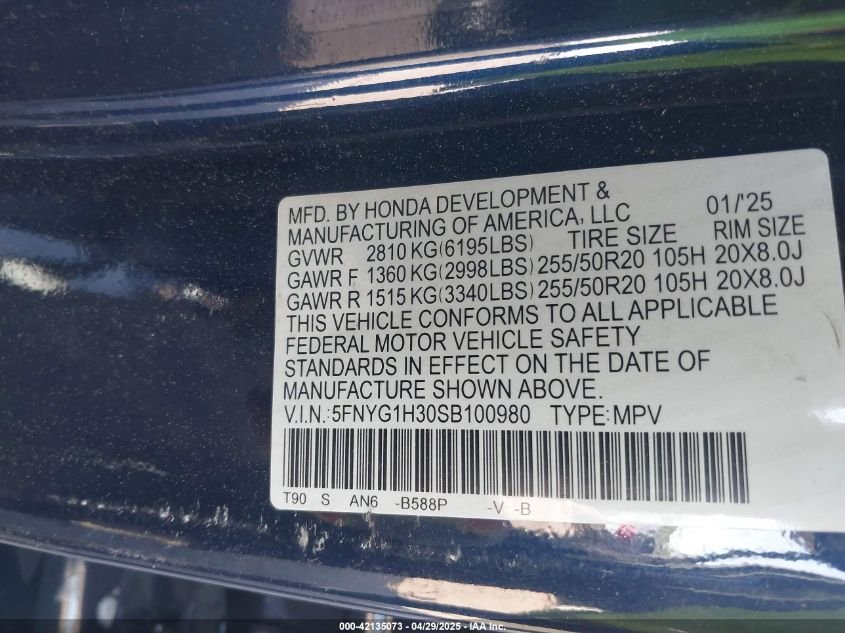 MFD. BY HONDA DEVELOPMENT &
MANUFACTURING OF AMERICA, LLC 01/'25
GVWR 2810 KG(6195LBS) TIRE SIZE RIM SIZE
GAWR F 1360 KG(2998LBS) 255/50R20 105H 20X8.0J
GAWR R 1515 KG(3340LBS) 255/50R20 105H 20X8.0J
THIS VEHICLE CONFORMS TO ALL APPLICABLE
FEDERAL MOTOR VEHICLE SAFETY
STANDARDS IN EFFECT ON THE DATE OF
MANUFACTURE SHOWN ABOVE.
V.I.N.:5FNYG1H30SB100980 TYPE:MPV
T90 S AN6 -B588P -V -B
000-42135073 - 04/29/2025 - IAA Inc.